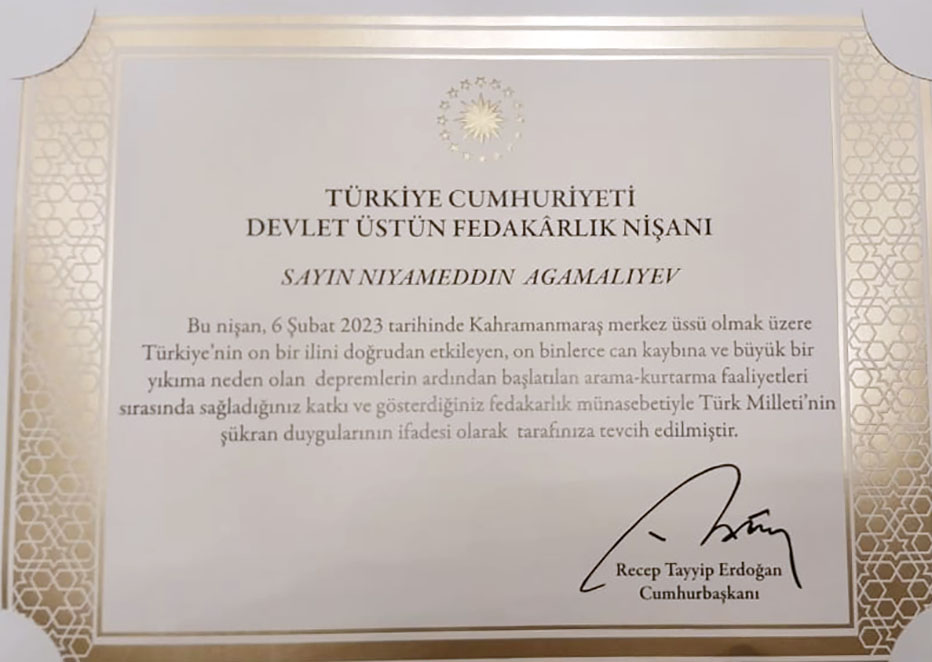 TÜRKİYE CUMHURİYETİ
DEVLET ÜSTÜN FEDAKÂRLIK NİŞANI
SAYIN NIYAMEDDIN AGAMALIYEV
Bu nişan, 6 Şubat 2023 tarihinde Kahramanmaraş merkez üssü olmak üzere
Türkiye'nin on bir ilini doğrudan etkileyen, on binlerce can kaybına ve büyük bir
yıkıma neden olan depremlerin ardından başlatılan arama-kurtarma faaliyetleri
sırasında sağladığınız katkı ve gösterdiğiniz fedakarlık münasebetiyle Türk Milleti'nin
şükran duygularının ifadesi olarak tarafınıza tevcih edilmiştir.
Recep Tayyip Erdoğan
Cumhurbaşkanı